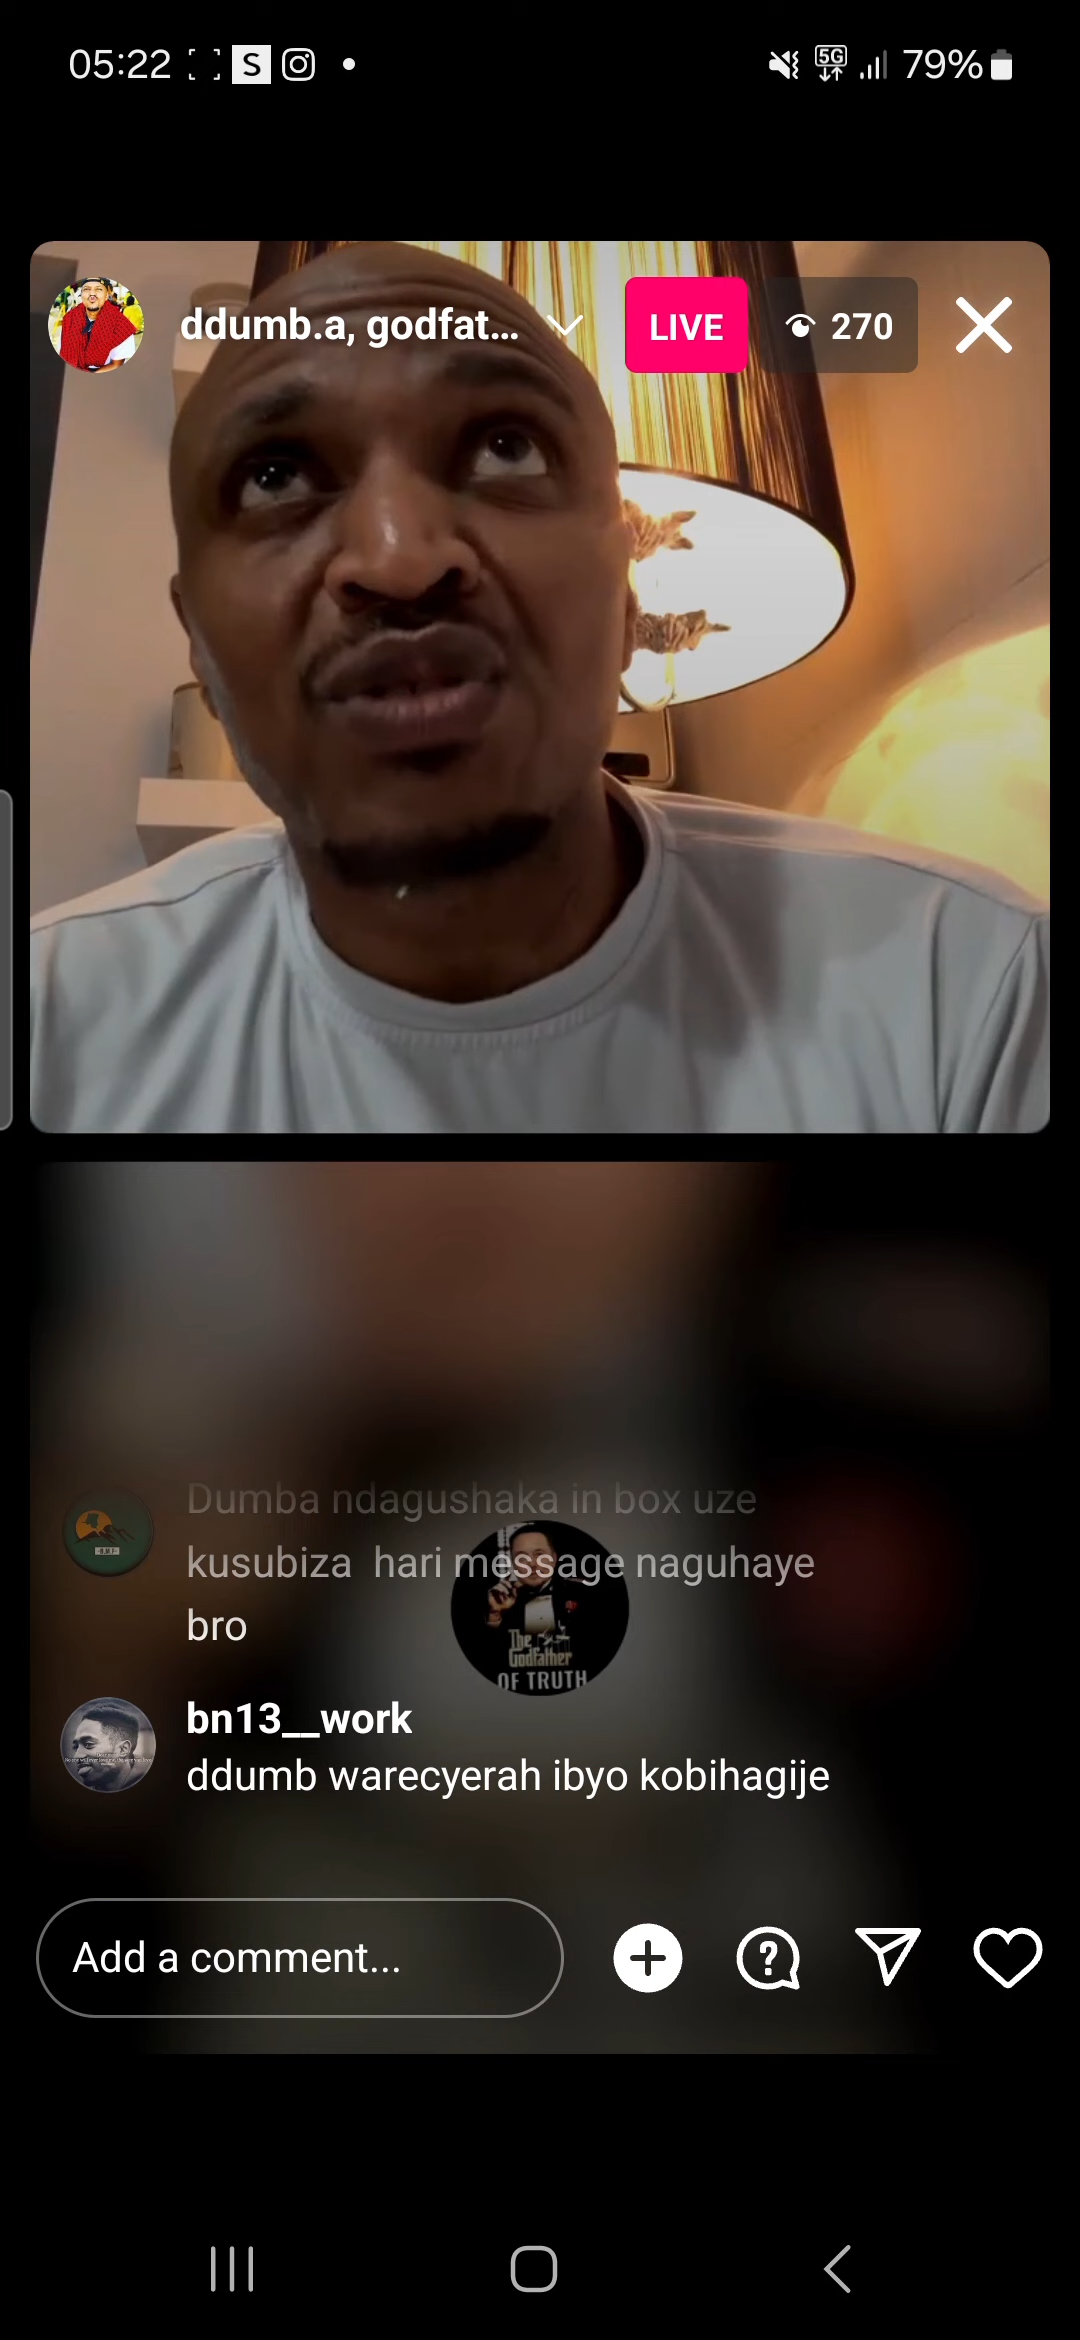 05:22
S
5G
79%
ddumb.a, godfat...
LIVE
270
Dumba ndagushaka in box uze
kusubiza hari message naguhaye
bro
The
Godfather
OF TRUTH
bn13__work
ddumb warecyerah ibyo kobihagije
Add a comment...